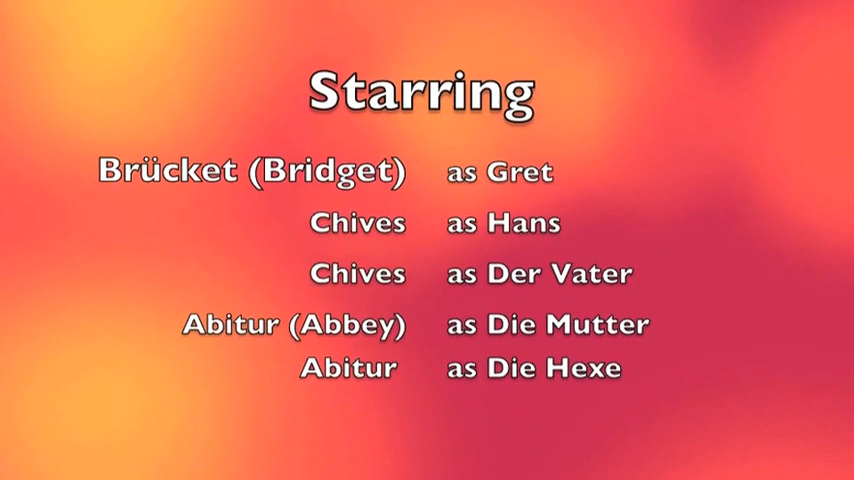 Starring
Brücket (Bridget) as Gret
Chives as Hans
Chives as Der Vater
Abitur (Abbey) as Die Mutter
Abitur as Die Hexe